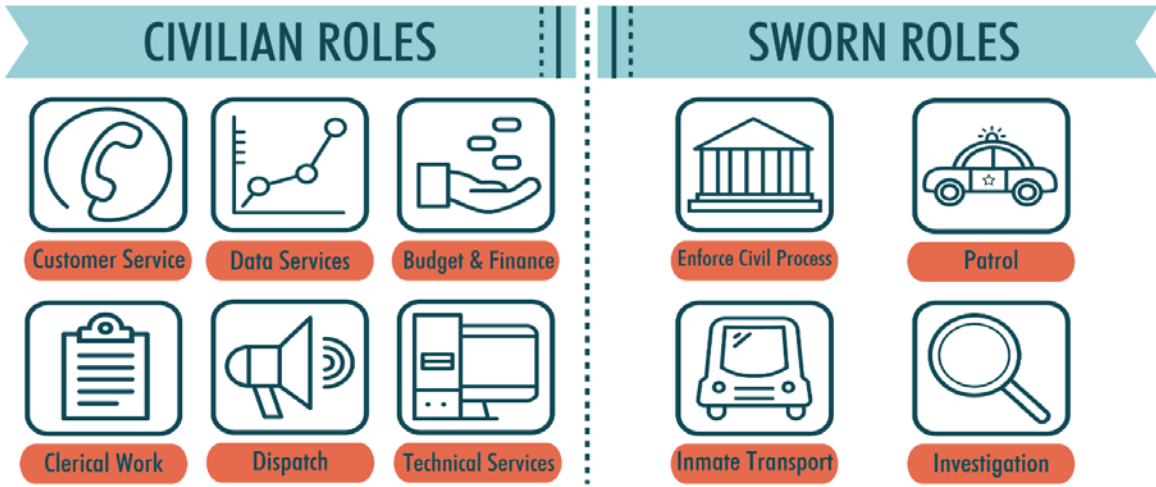 CIVILIAN ROLES
Customer Service
Data Services
Budget & Finance
Clerical Work
Dispatch
Technical Services
SWORN ROLES
Enforce Civil Process
Patrol
Inmate Transport
Investigation